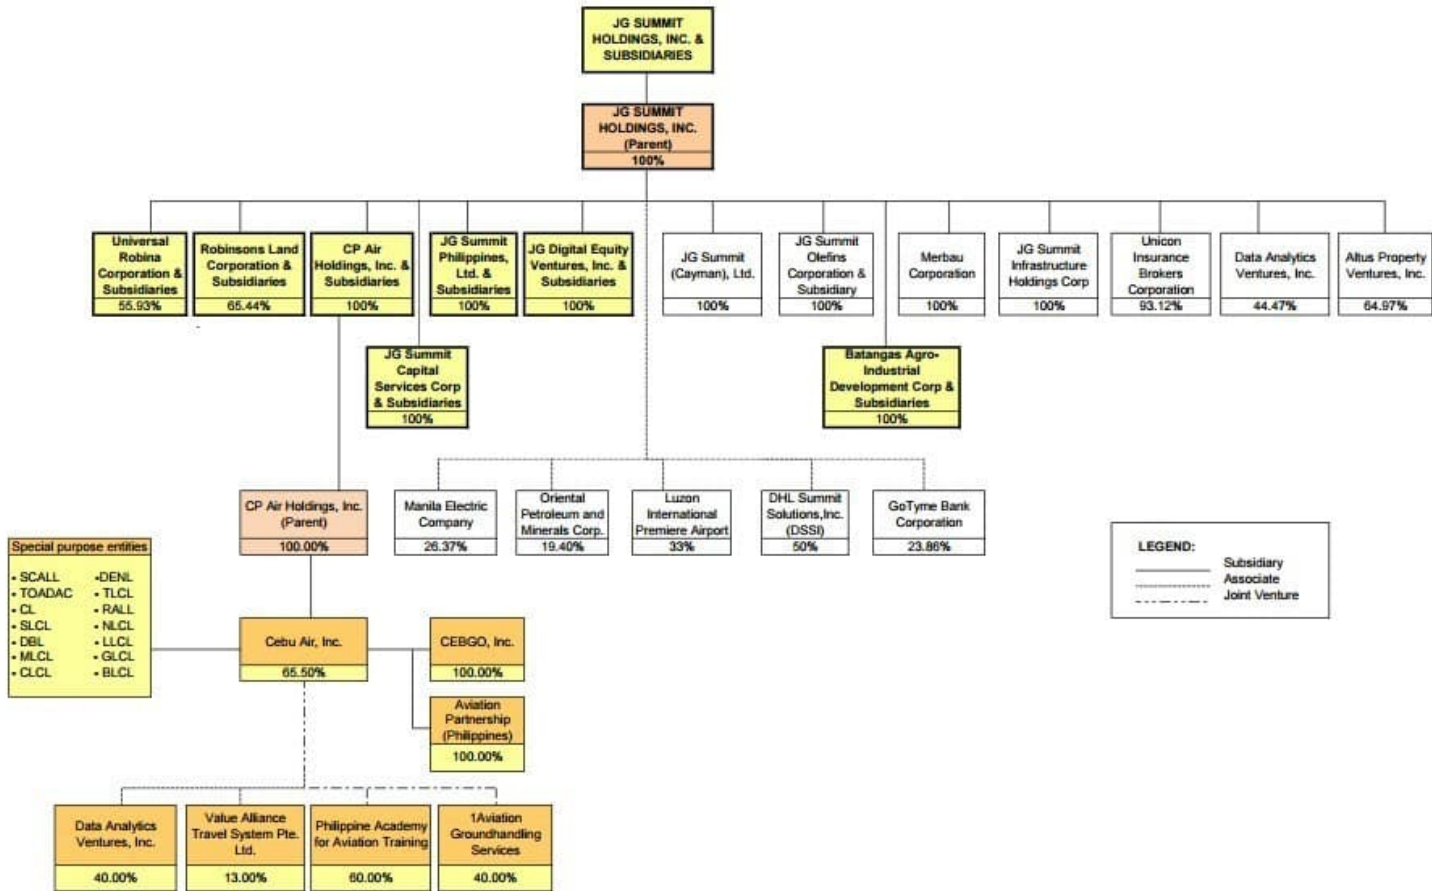 JG SUMMIT
HOLDINGS, INC. &
SUBSIDIARIES
JG SUMMIT
HOLDINGS, INC.
(Parent)
100%
Universal
Robina
Corporation &
Subsidiaries
55.93%
Robinsons Land
Corporation &
Subsidiaries
65.44%
CP Air
Holdings, Inc. &
Subsidiaries
100%
JG Summit
Philippines,
Ltd. &
Subsidiaries
100%
JG Digital Equity
Ventures, Inc. &
Subsidiaries
100%
JG Summit
(Cayman), Ltd.
100%
JG Summit
Olefins
Corporation &
Subsidiary
100%
Merbau
Corporation
100%
JG Summit
Infrastructure
Holdings Corp
100%
Unicon
Insurance
Brokers
Corporation
93.12%
Data Analytics
Ventures, Inc.
44.47%
Altus Property
Ventures, Inc.
64.97%
JG Summit
Capital
Services Corp
& Subsidiaries
100%
Batangas Agro-
Industrial
Development Corp &
Subsidiaries
100%
CP Air Holdings, Inc.
(Parent)
100.00%
Manila Electric
Company
26.37%
Oriental
Petroleum and
Minerals Corp.
19.40%
Luzon
International
Premiere Airport
33%
DHL Summit
Solutions,Inc.
(DSSI)
50%
GoTyme Bank
Corporation
23.86%
LEGEND:
Subsidiary
Associate
Joint Venture
Special purpose entities
- SCALL -DENL
- TOADAC - TLCL
- CL - RALL
- SLCL - NLCL
- DBL - LLCL
- MLCL - GLCL
- CLCL - BLCL
Cebu Air, Inc.
65.50%
CEBGO, Inc.
100.00%
Aviation
Partnership
(Philippines)
100.00%
Data Analytics
Ventures, Inc.
40.00%
Value Alliance
Travel System Pte.
Ltd.
13.00%
Philippine Academy
for Aviation Training
60.00%
1Aviation
Groundhandling
Services
40.00%